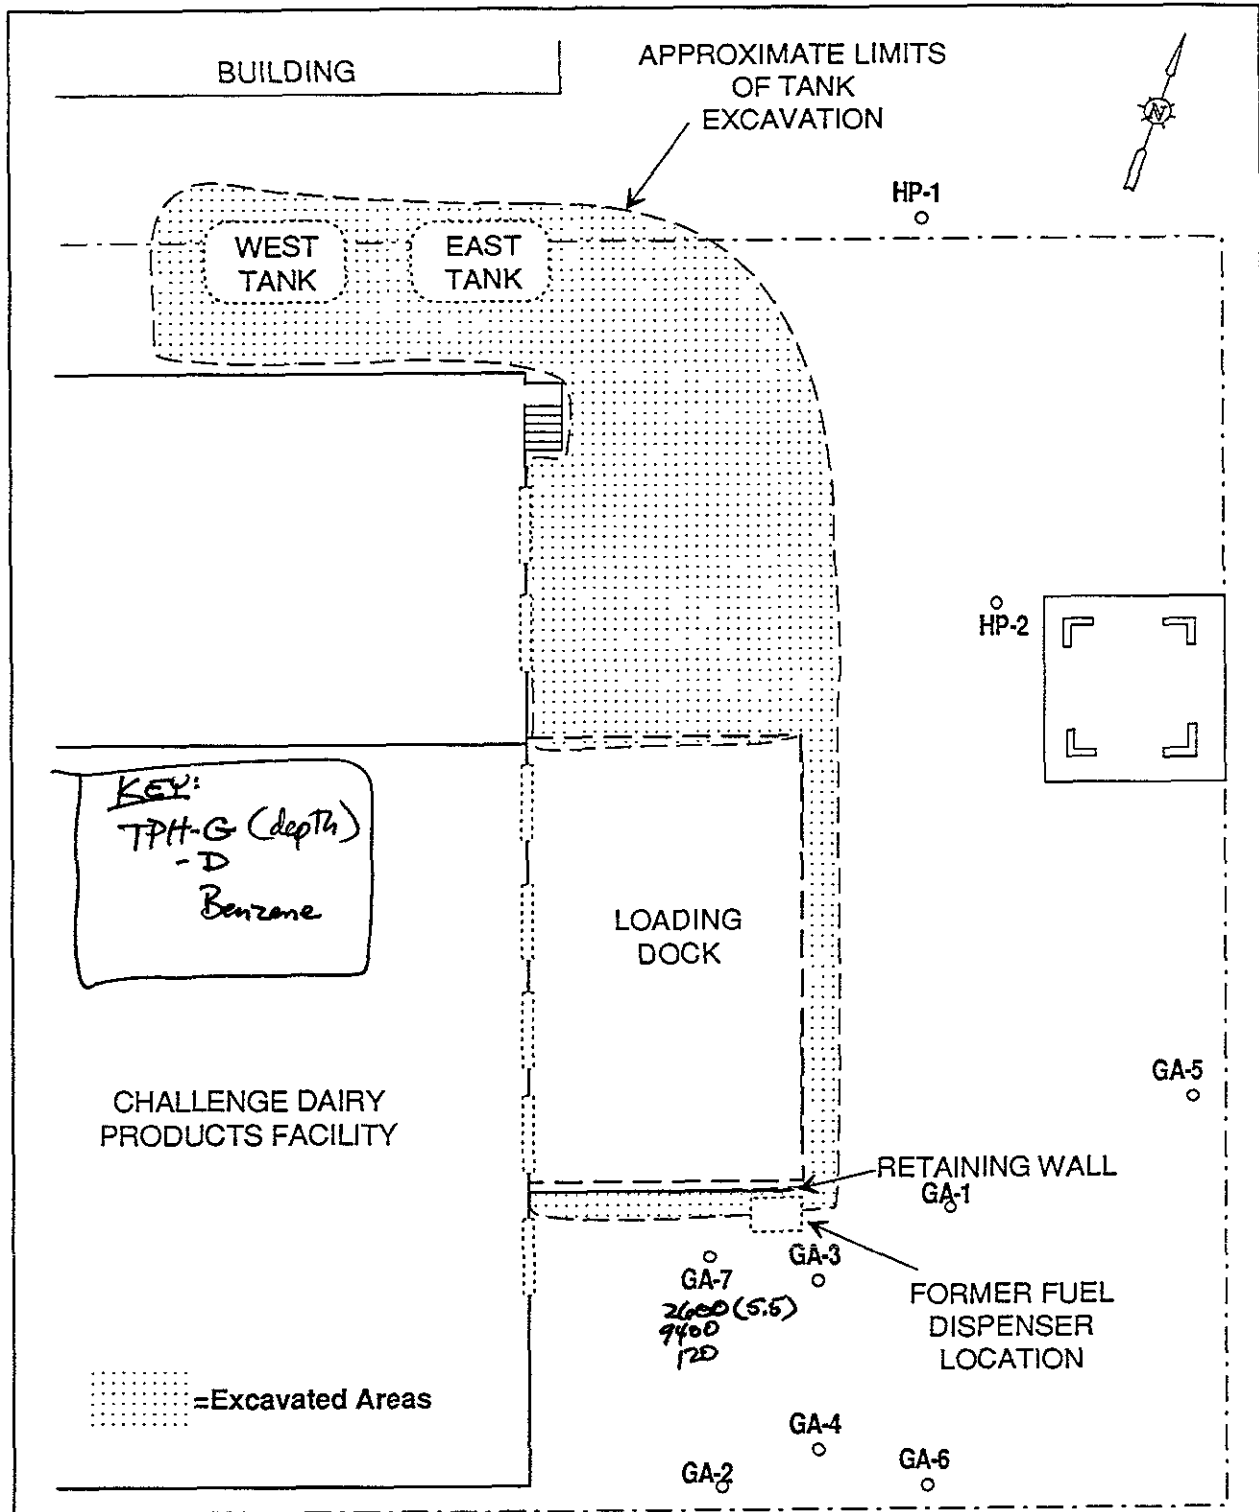 BUILDING
APPROXIMATE LIMITS
OF TANK
EXCAVATION
N
HP-1
WEST
TANK
EAST
TANK
HP-2
KEY:
TPH-G (depth)
-D
Benzene
LOADING
DOCK
CHALLENGE DAIRY
PRODUCTS FACILITY
GA-5
RETAINING WALL
GA-1
GA-3
GA-7
2600 (5.5)
9400
120
FORMER FUEL
DISPENSER
LOCATION
=Excavated Areas
GA-4
GA-2
GA-6